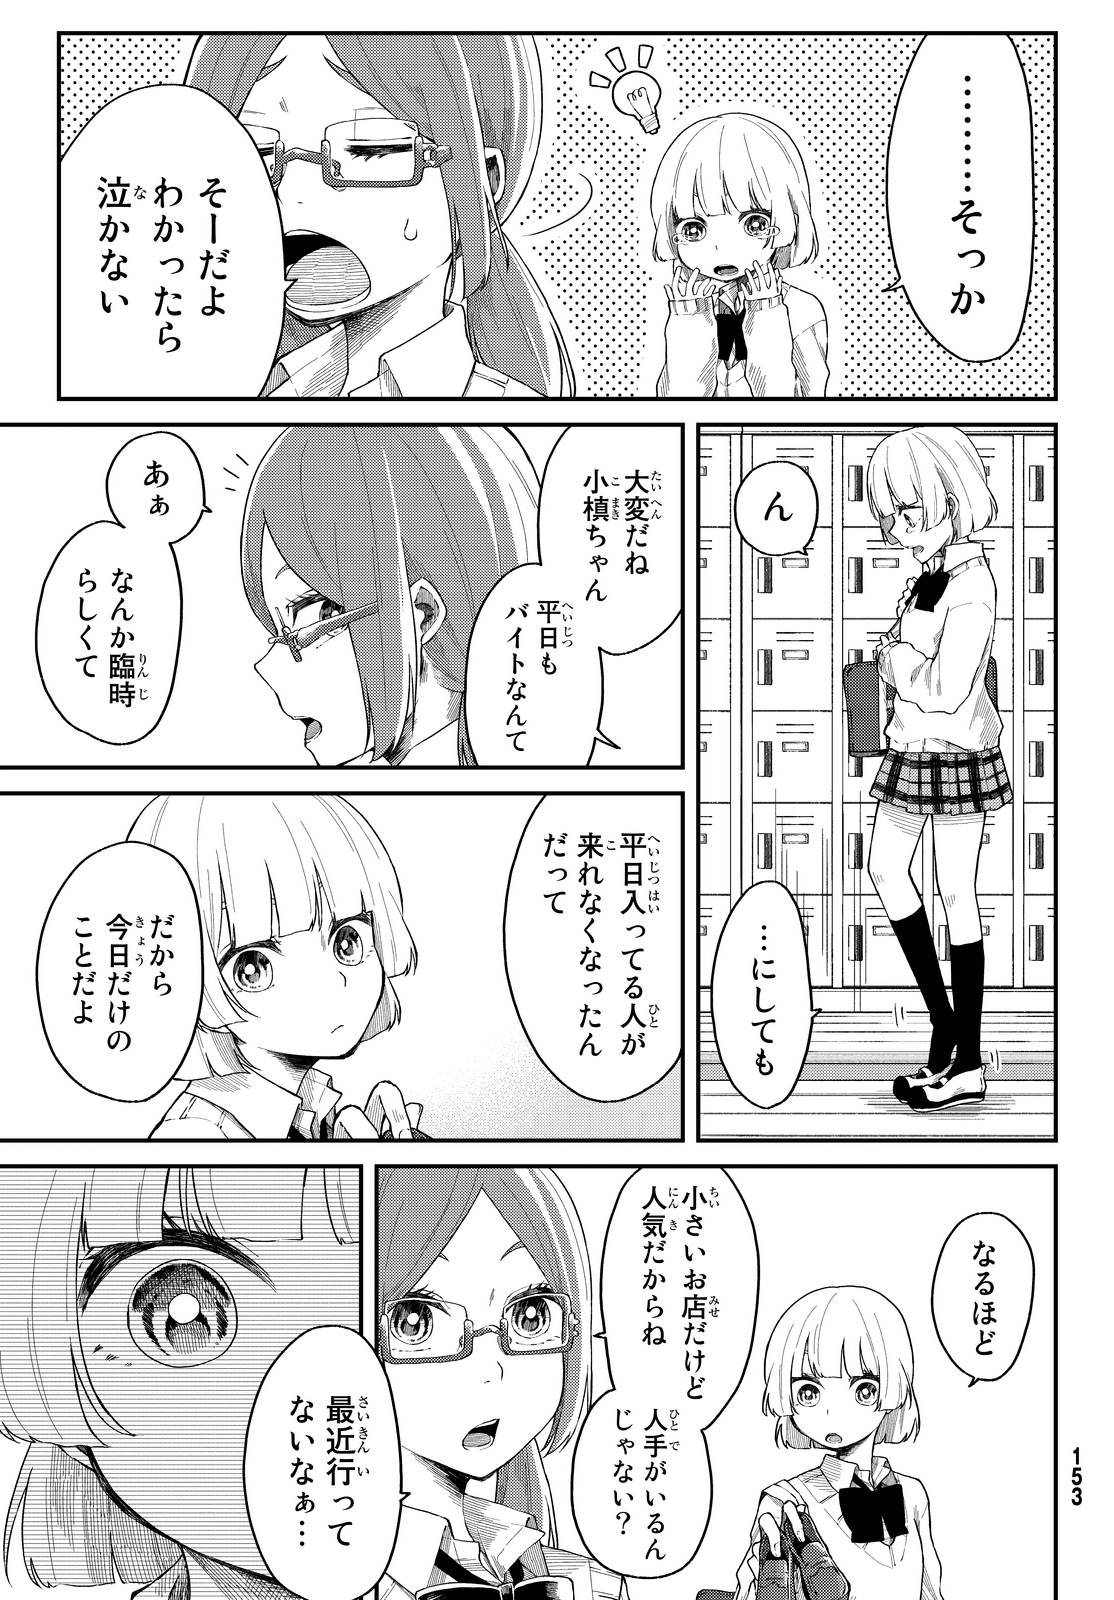 ………そっか
そーだよ
わかったら
泣かない
ん
…にしても
大変だね
小槙ちゃん
平日も
バイトなんて
あぁ
なんか臨時
らしくて
平日入ってる人が
来れなくなったん
だって
だから
今日だけの
ことだよ
なるほど
小さいお店だけど
人気だからね
人手がいるん
じゃない？
最近行って
ないなぁ…
153